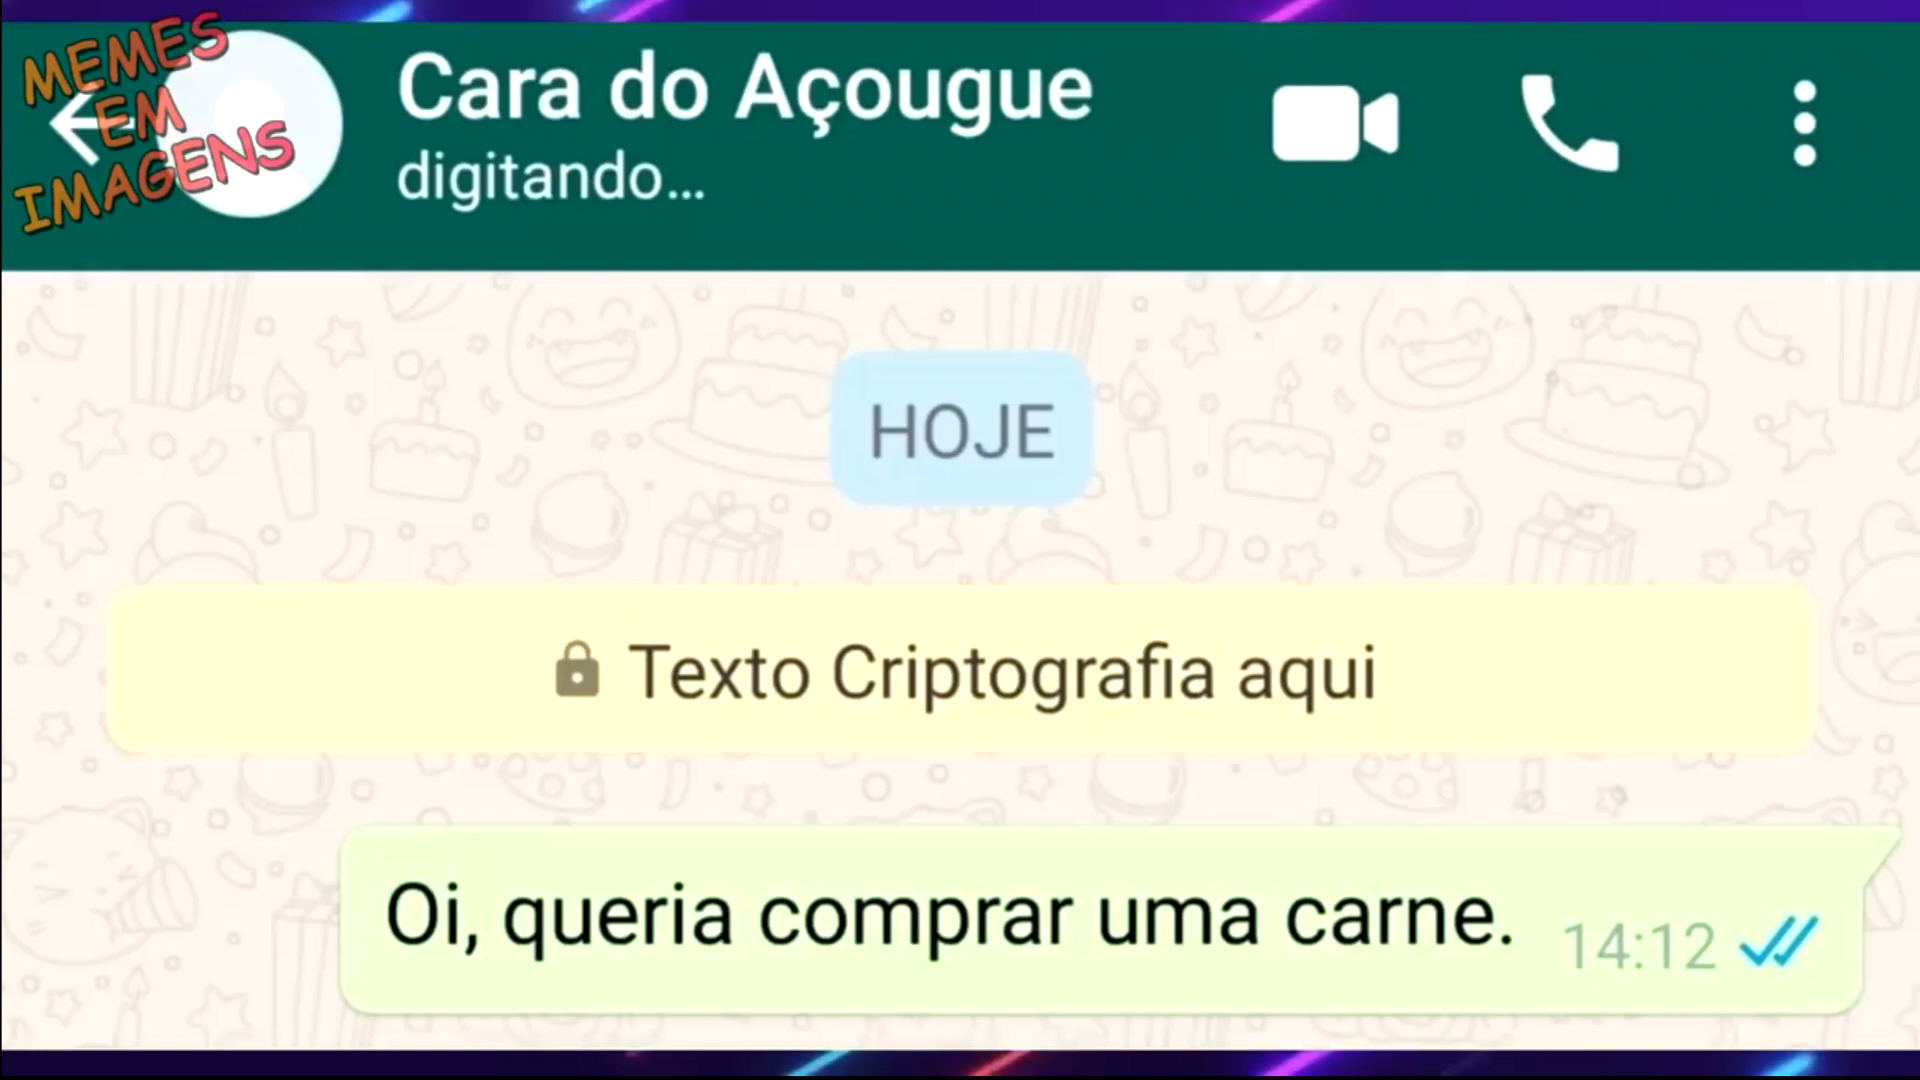 MEMES
EM
IMAGENS
Cara do Açougue
digitando...
HOJE
Texto Criptografia aqui
Oi, queria comprar uma carne.
14:12